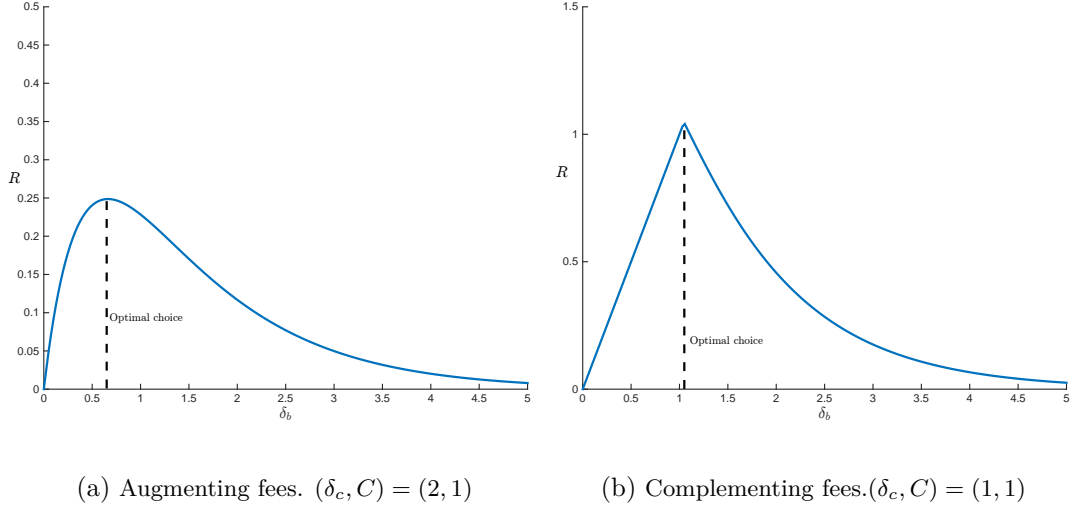 0.5
0.45
0.4
0.35
0.3
R
0.25
0.2
0.15
0.1
0.05
0
Optimal choice
0 0.5 1 1.5 2 2.5 3 3.5 4 4.5 5
δ_b
1.5
1
R
0.5
0
Optimal choice
0 0.5 1 1.5 2 2.5 3 3.5 4 4.5 5
δ_b
(a) Augmenting fees. (δ_c, C) = (2, 1)
(b) Complementing fees.(δ_c, C) = (1, 1)